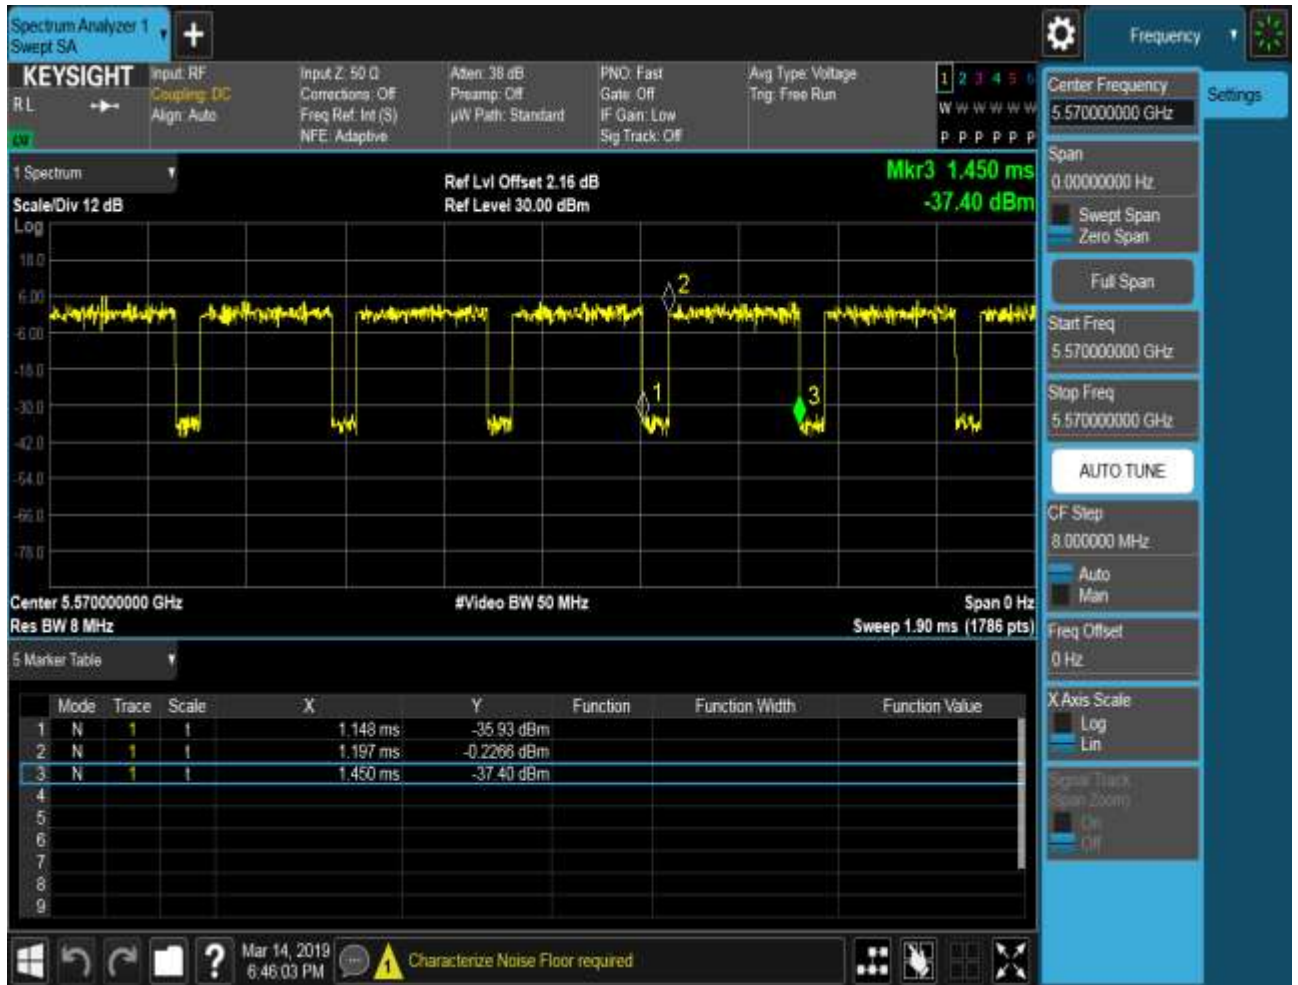 Spectrum Analyzer 1
Swept SA
+
Frequency
KEYSIGHT
RL
Input: RF
Coupling: DC
Align: Auto
Input Z: 50 Ω
Corrections: Off
Freq Ref: Int (S)
NFE: Adaptive
Atten: 38 dB
Preamp: Off
µW Path: Standard
PNO: Fast
Gate: Off
IF Gain: Low
Sig Track: Off
Avg Type: Voltage
Trig: Free Run
1 2 3 4 5 6
W W W W W W
P P P P P P
1 Spectrum
Scale/Div 12 dB
Log
Ref Lvl Offset 2.16 dB
Ref Level 30.00 dBm
Mkr3 1.450 ms
-37.40 dBm
18.0
6.00
-6.00
-18.0
-30.0
-42.0
-54.0
-66.0
-78.0
2
1
3
Center 5.570000000 GHz
Res BW 8 MHz
#Video BW 50 MHz
Span 0 Hz
Sweep 1.90 ms (1786 pts)
5 Marker Table
Mode Trace Scale X Y Function Function Width Function Value
1 N 1 t 1.148 ms -35.93 dBm
2 N 1 t 1.197 ms -0.2266 dBm
3 N 1 t 1.450 ms -37.40 dBm
4
5
6
7
8
9
Mar 14, 2019
6:46:03 PM
?
1
Characterize Noise Floor required
Settings
Center Frequency
5.570000000 GHz
Span
0.00000000 Hz
Swept Span
Zero Span
Full Span
Start Freq
5.570000000 GHz
Stop Freq
5.570000000 GHz
AUTO TUNE
CF Step
8.000000 MHz
Auto
Man
Freq Offset
0 Hz
X Axis Scale
Log
Lin
Signal Track
(Span Zoom)
On
Off